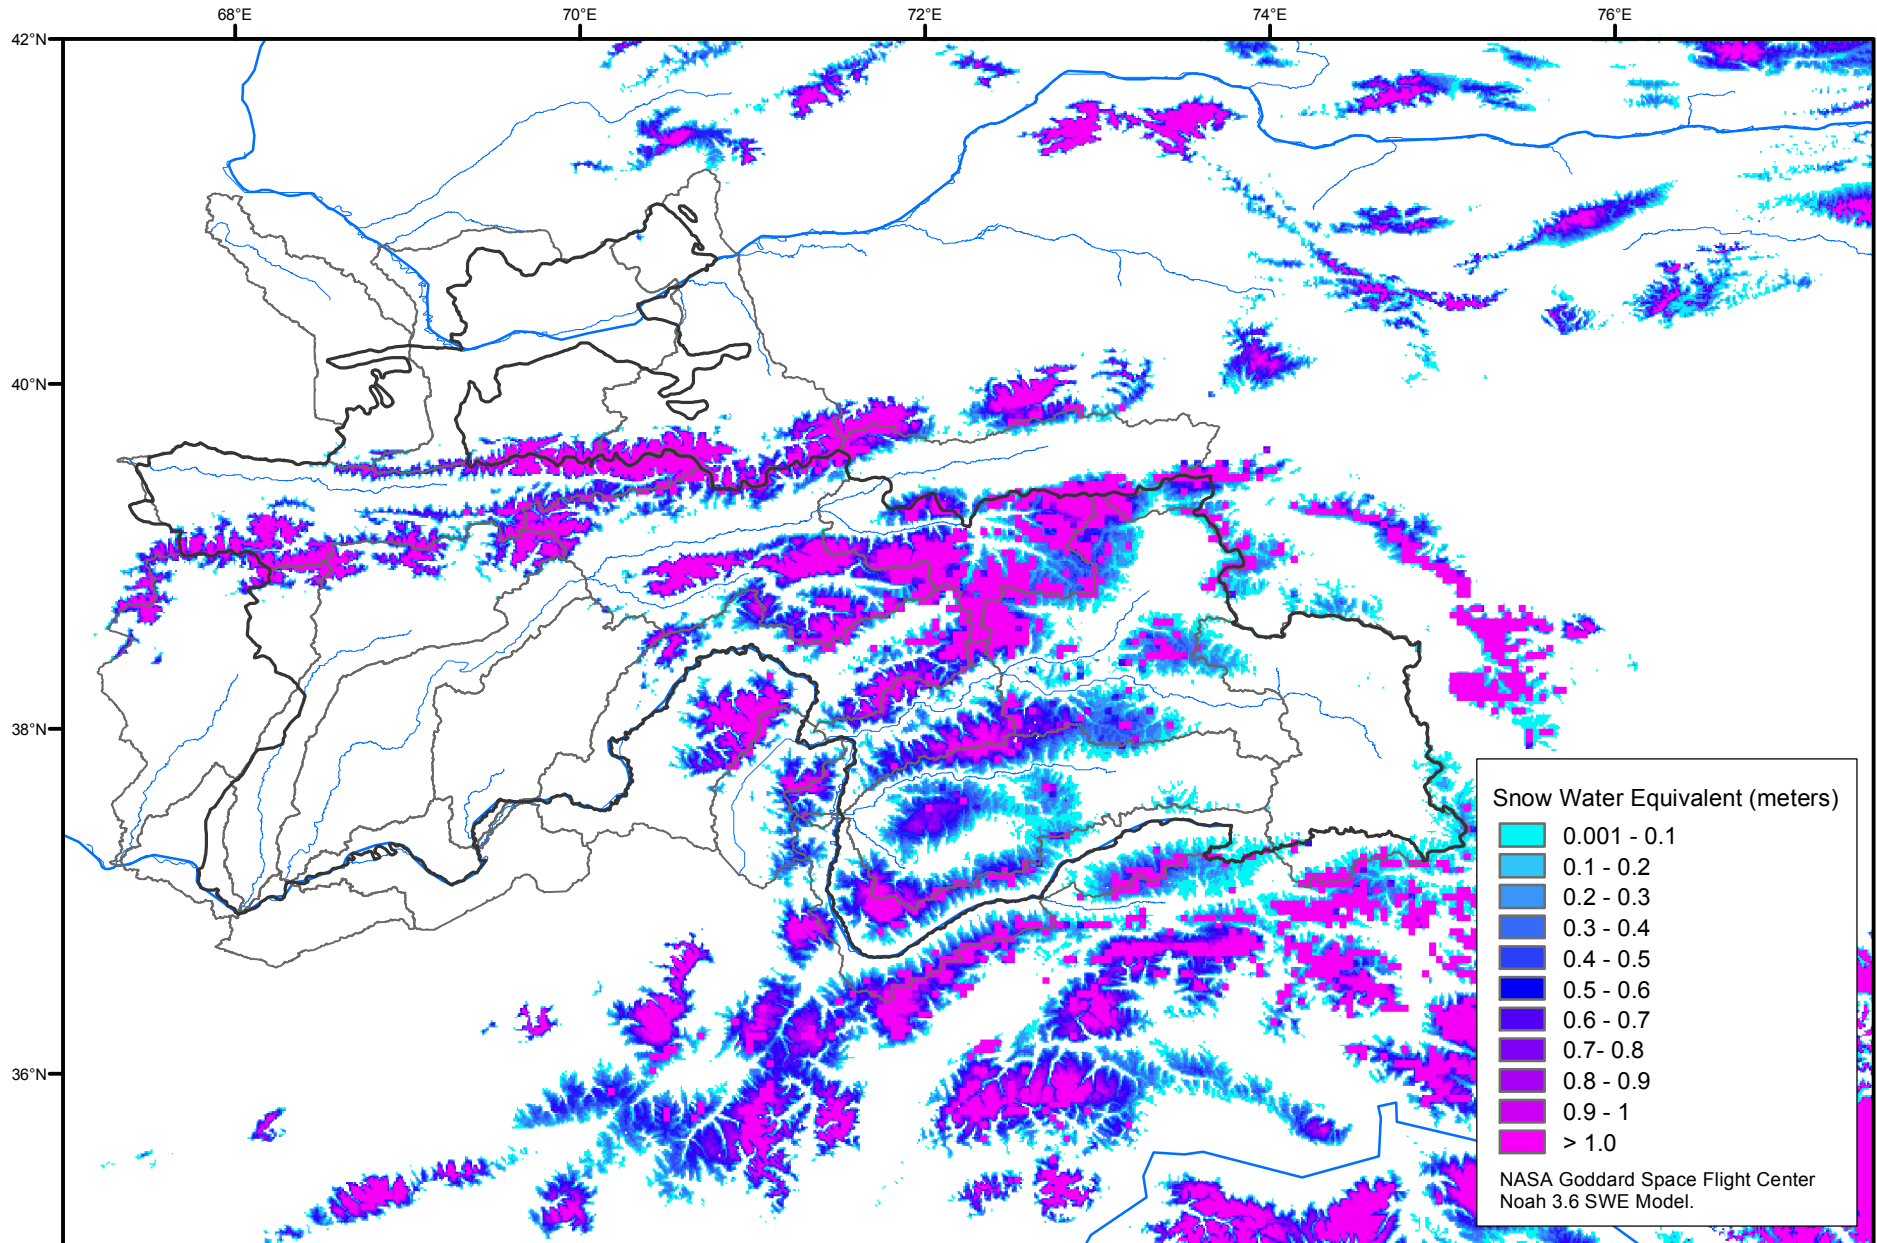 68°E
70°E
72°E
74°E
76°E
42°N
40°N
38°N
36°N
Snow Water Equivalent (meters)
0.001 - 0.1
0.1 - 0.2
0.2 - 0.3
0.3 - 0.4
0.4 - 0.5
0.5 - 0.6
0.6 - 0.7
0.7- 0.8
0.8 - 0.9
0.9 - 1
> 1.0
NASA Goddard Space Flight Center
Noah 3.6 SWE Model.